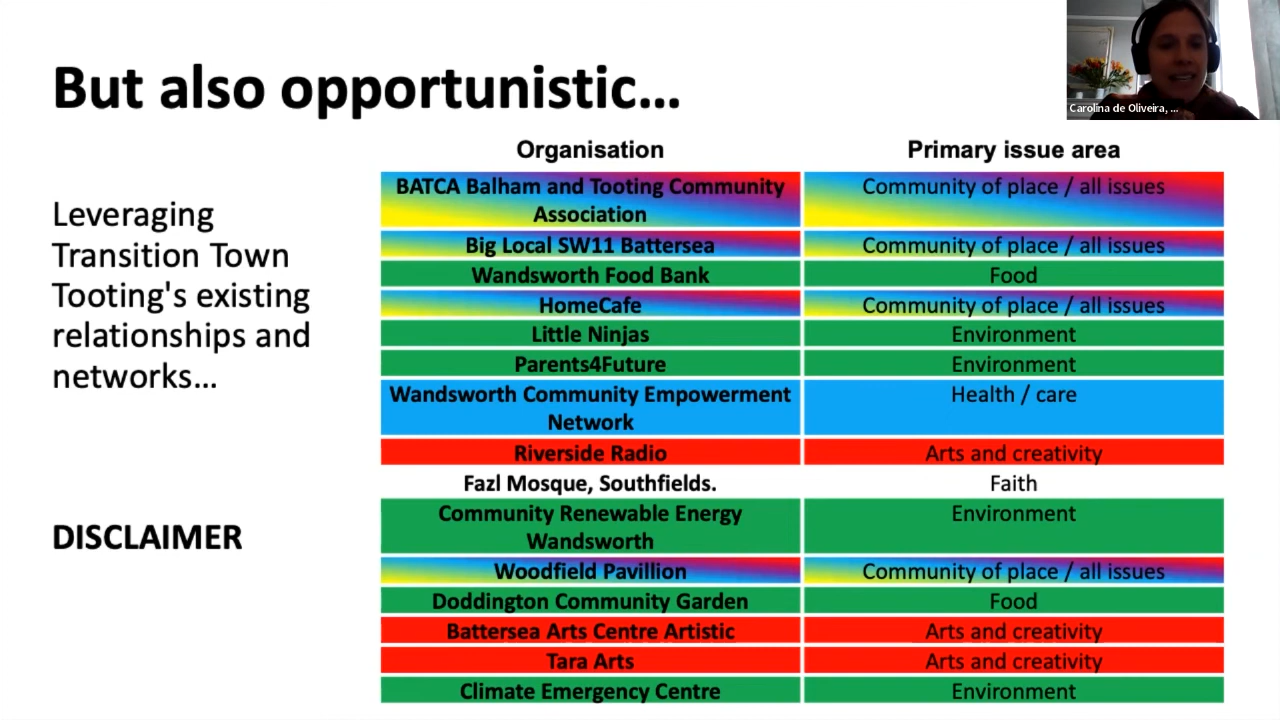 But also opportunistic...
Carolina de Oliveira, ...
Leveraging
Transition Town
Tooting's existing
relationships and
networks...
DISCLAIMER
Organisation Primary issue area
BATCA Balham and Tooting Community Community of place / all issues
Association
Big Local SW11 Battersea Community of place / all issues
Wandsworth Food Bank Food
HomeCafe Community of place / all issues
Little Ninjas Environment
Parents4Future Environment
Wandsworth Community Empowerment Health / care
Network
Riverside Radio Arts and creativity
Fazl Mosque, Southfields. Faith
Community Renewable Energy Environment
Wandsworth
Woodfield Pavillion Community of place / all issues
Doddington Community Garden Food
Battersea Arts Centre Artistic Arts and creativity
Tara Arts Arts and creativity
Climate Emergency Centre Environment